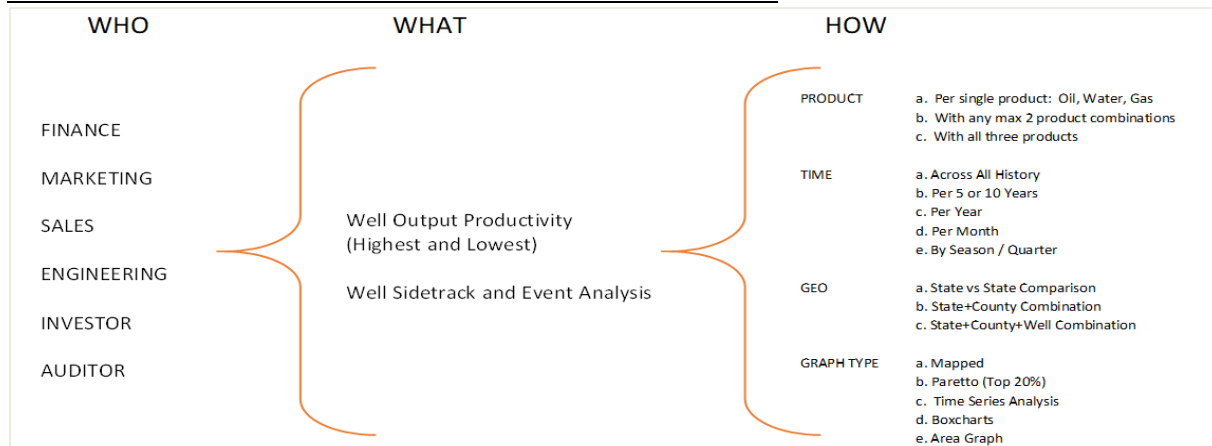 WHO
WHAT
HOW
FINANCE
MARKETING
SALES
ENGINEERING
INVESTOR
AUDITOR
Well Output Productivity
(Highest and Lowest)
Well Sidetrack and Event Analysis
PRODUCT
a. Per single product: Oil, Water, Gas
b. With any max 2 product combinations
c. With all three products
TIME
a. Across All History
b. Per 5 or 10 Years
c. Per Year
d. Per Month
e. By Season / Quarter
GEO
a. State vs State Comparison
b. State+County Combination
c. State+County+Well Combination
GRAPH TYPE
a. Mapped
b. Paretto (Top 20%)
c. Time Series Analysis
d. Boxcharts
e. Area Graph